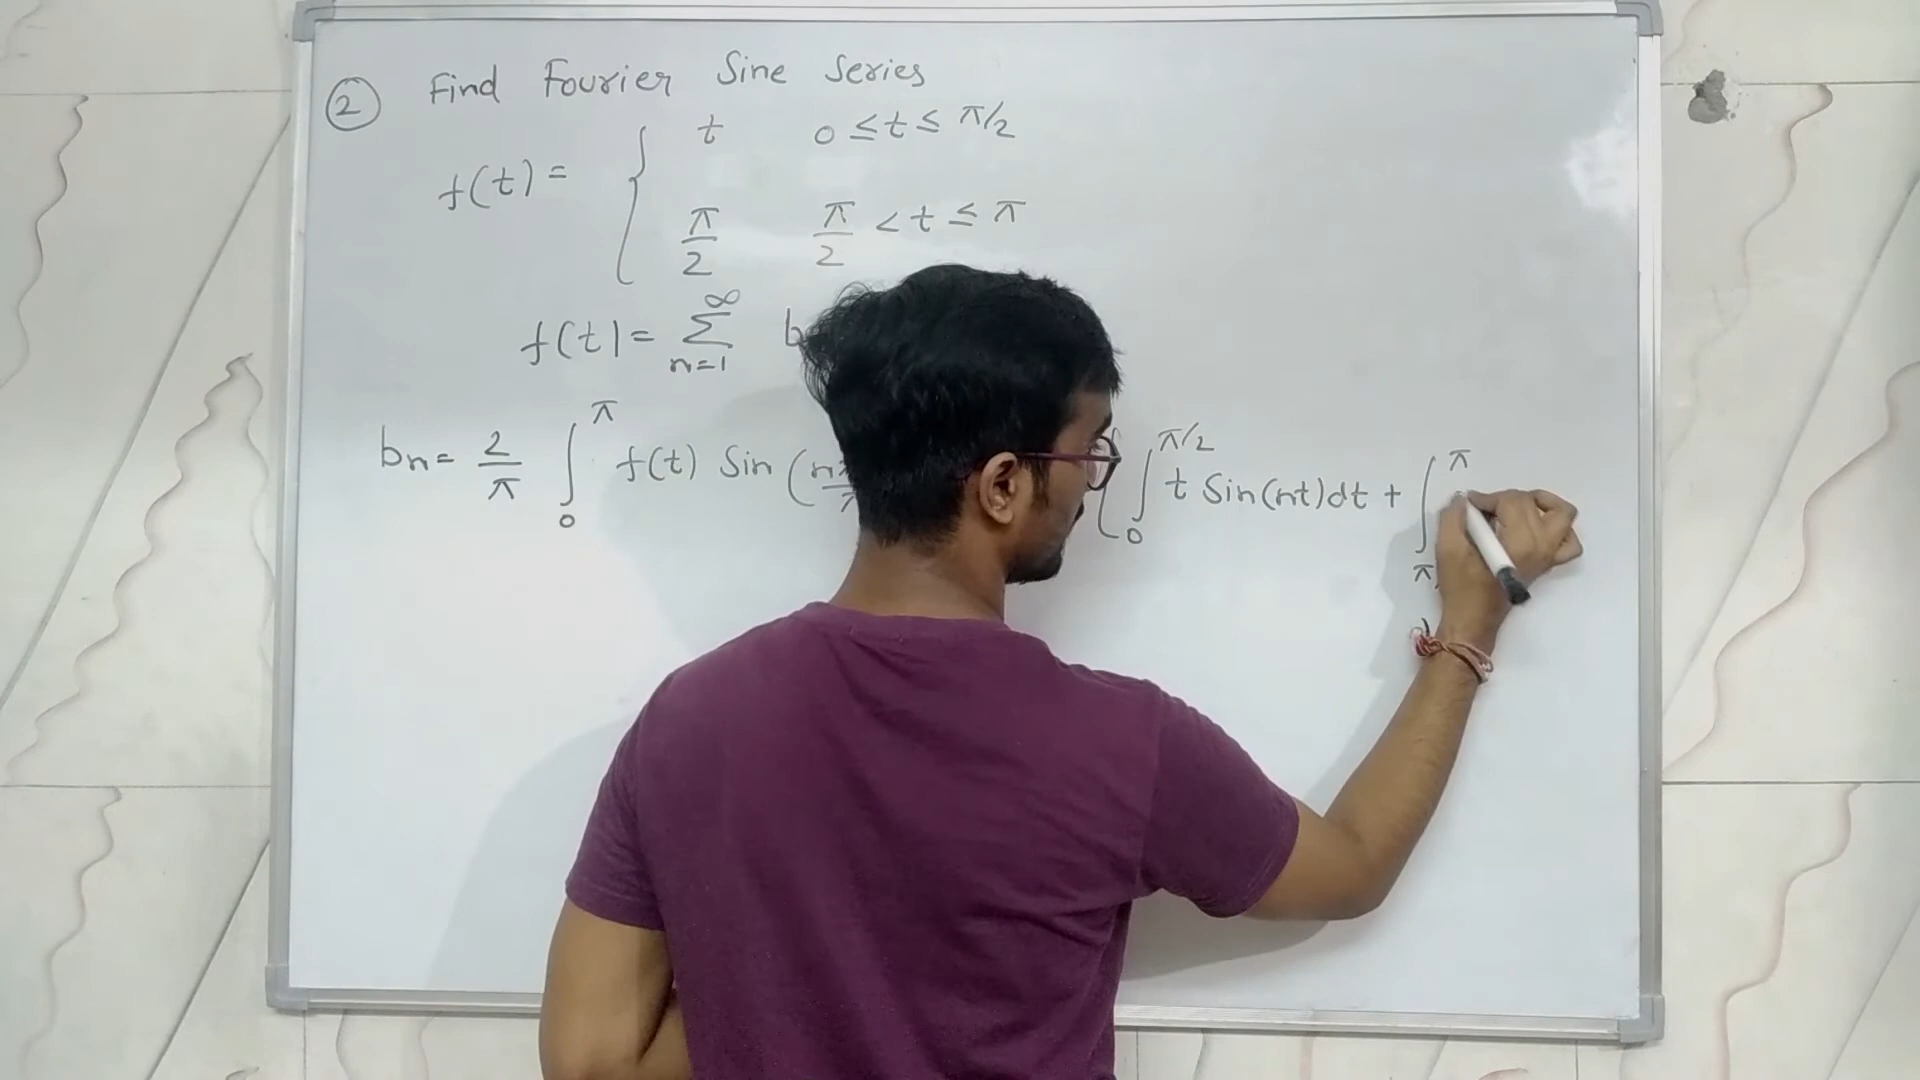 ② Find Fourier Sine Series
f(t) = { t 0 ≤ t ≤ π/2
π/2 π/2 < t ≤ π
f(t) = ∑_{n=1}^{∞} b
bn = 2/π ∫_0^π f(t) Sin ( { ∫_0^{π/2} t Sin(nt)dt + ∫^π